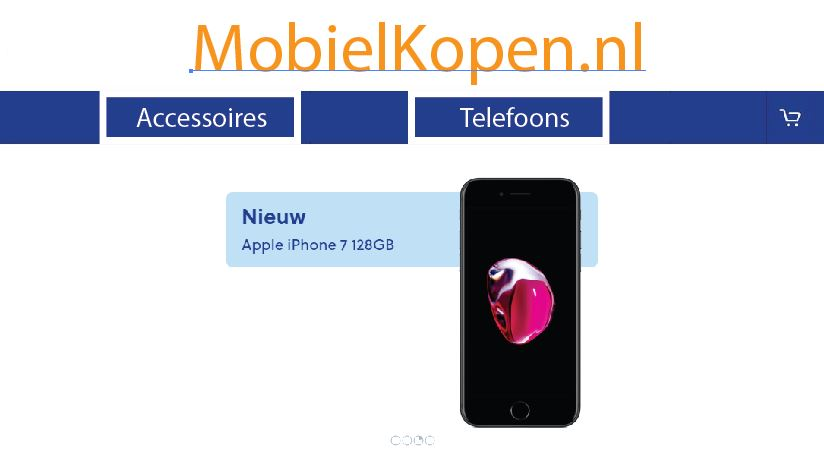 MobielKopen.nl
Accessoires Telefoons
Nieuw
Apple iPhone 7 128GB